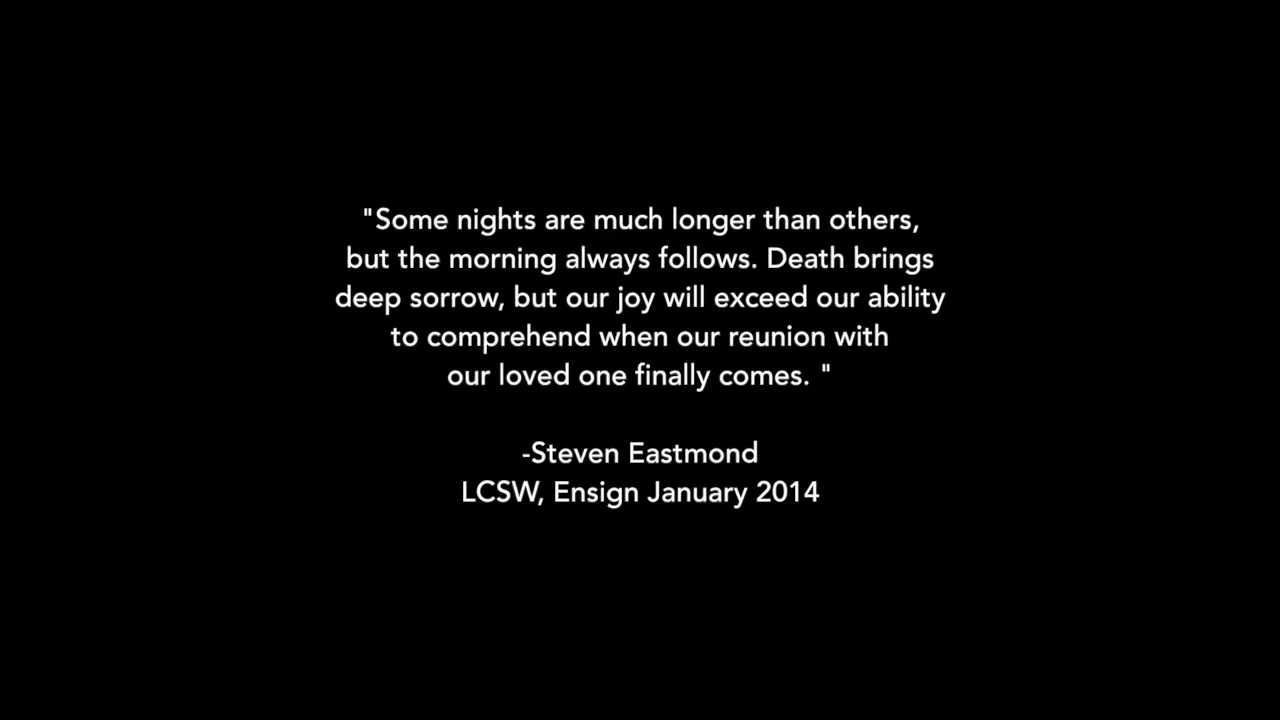 "Some nights are much longer than others,
but the morning always follows. Death brings
deep sorrow, but our joy will exceed our ability
to comprehend when our reunion with
our loved one finally comes. "
-Steven Eastmond
LCSW, Ensign January 2014